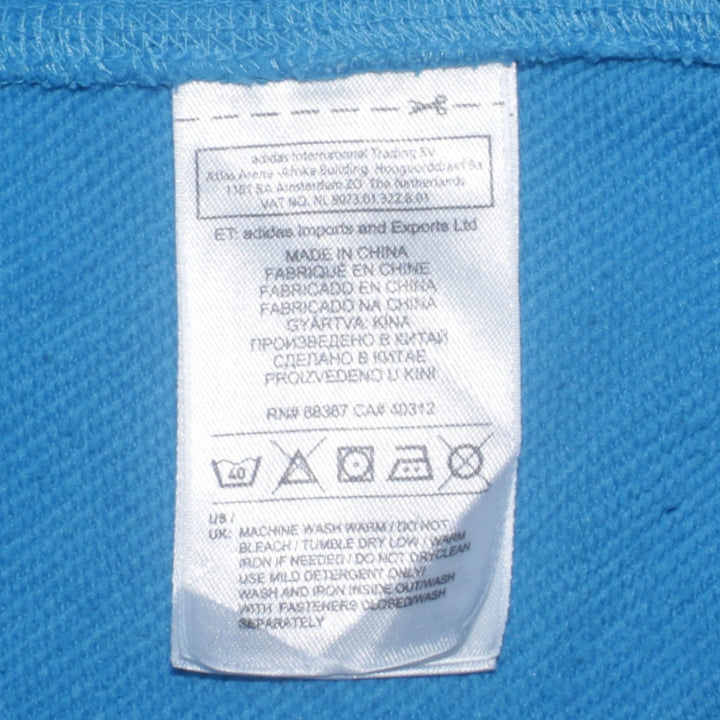 adidas International Trading BV
Atlas Arena -Afrika Building Hoogoorddreef 9a
1101 BA Amsterdam ZO The Netherlands
VAT NO. NL 8073.01.322.B.01
ET: adidas Imports and Exports Ltd
MADE IN CHINA
FABRIQUÉ EN CHINE
FABRICADO EN CHINA
FABRICADO NA CHINA
GYÁRTVA: KÍNA
ПРОИЗВЕДЕНО В КИТАЙ
СДЕЛАНО В КИТАЕ
PROIZVEDENO U KINI
RN# 88387 CA# 40312
40
US /
UK: MACHINE WASH WARM / DO NOT
BLEACH / TUMBLE DRY LOW / WARM
IRON IF NEEDED / DO NOT DRYCLEAN
USE MILD DETERGENT ONLY/
WASH AND IRON INSIDE OUT/WASH
WITH FASTENERS CLOSED/WASH
SEPARATELY